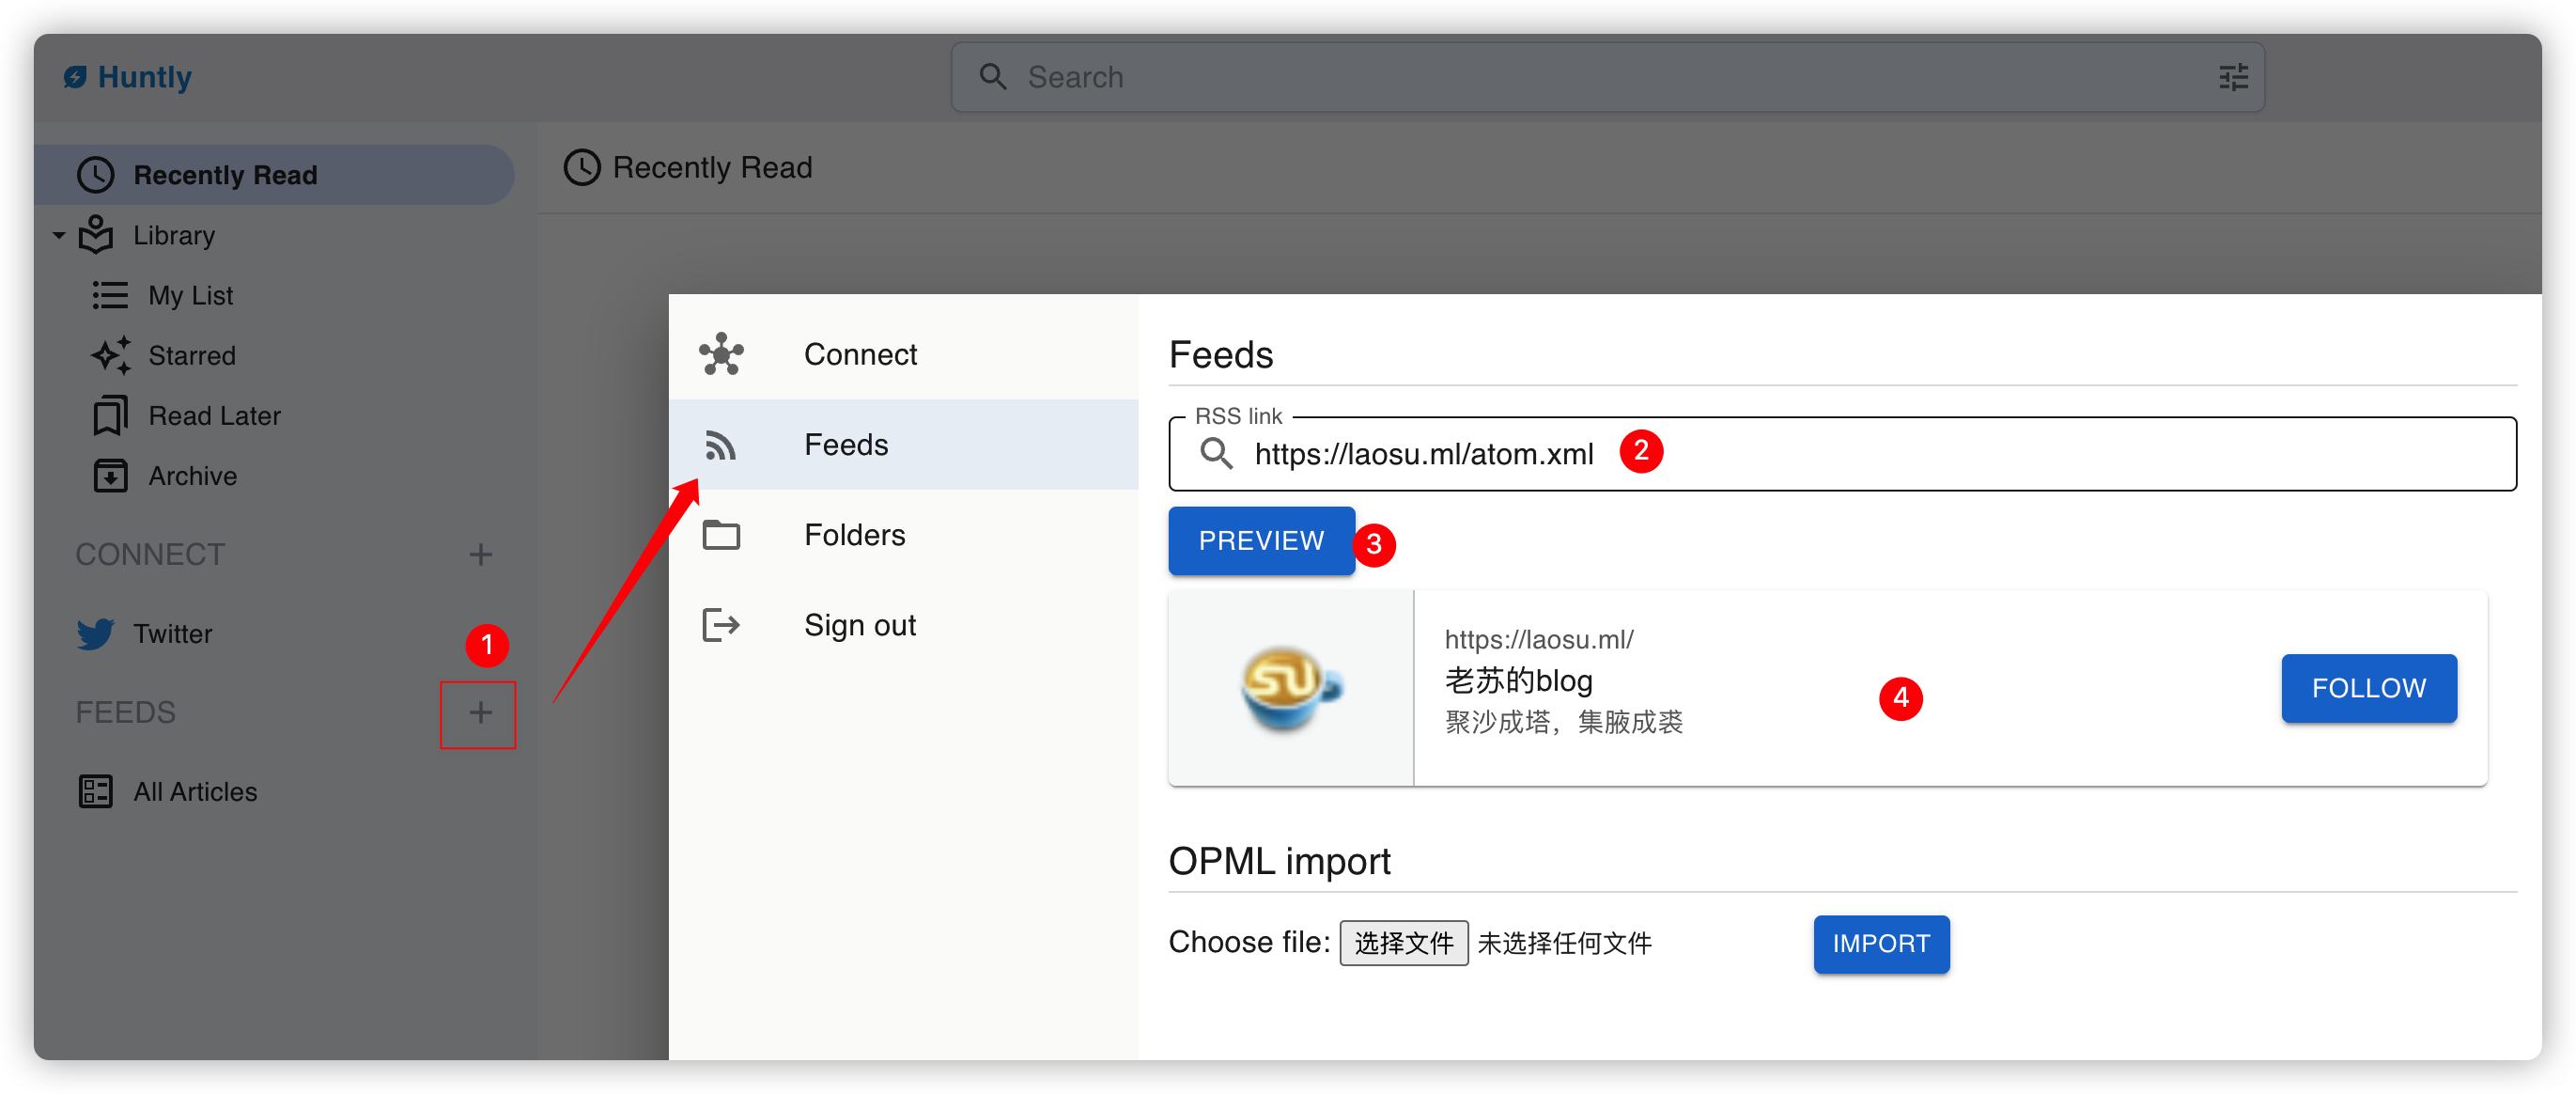 Huntly
Search
Recently Read
Library
My List
Starred
Read Later
Archive
CONNECT
Twitter
1
FEEDS
All Articles
Recently Read
Connect
Feeds
Folders
Sign out
Feeds
RSS link
https://laosu.ml/atom.xml 2
PREVIEW 3
SU
https://laosu.ml/
老苏的blog
聚沙成塔，集腋成裘
4
FOLLOW
OPML import
Choose file: 选择文件 未选择任何文件 IMPORT